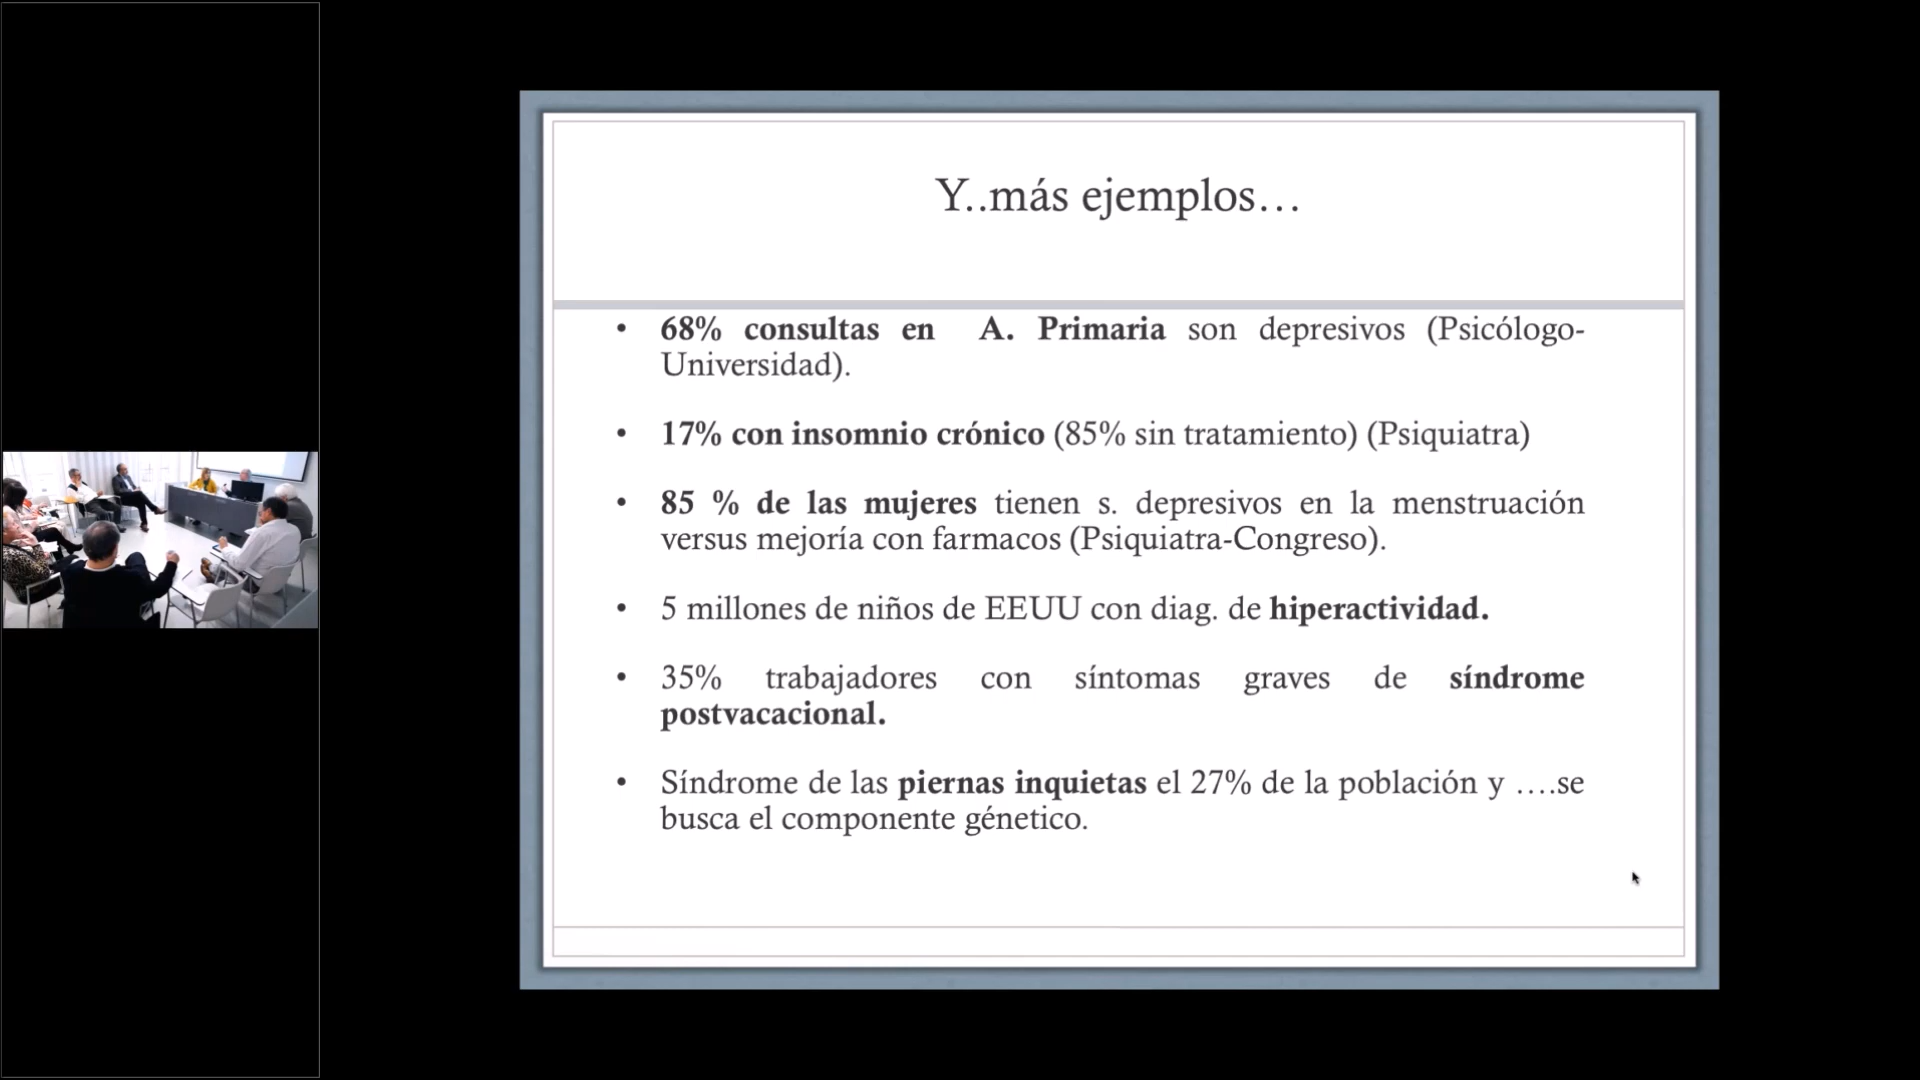 Y..más ejemplos…
• 68% consultas en A. Primaria son depresivos (Psicólogo-
Universidad).
• 17% con insomnio crónico (85% sin tratamiento) (Psiquiatra)
• 85 % de las mujeres tienen s. depresivos en la menstruación
versus mejoría con farmacos (Psiquiatra-Congreso).
• 5 millones de niños de EEUU con diag. de hiperactividad.
• 35% trabajadores con síntomas graves de síndrome
postvacacional.
• Síndrome de las piernas inquietas el 27% de la población y ….se
busca el componente génetico.